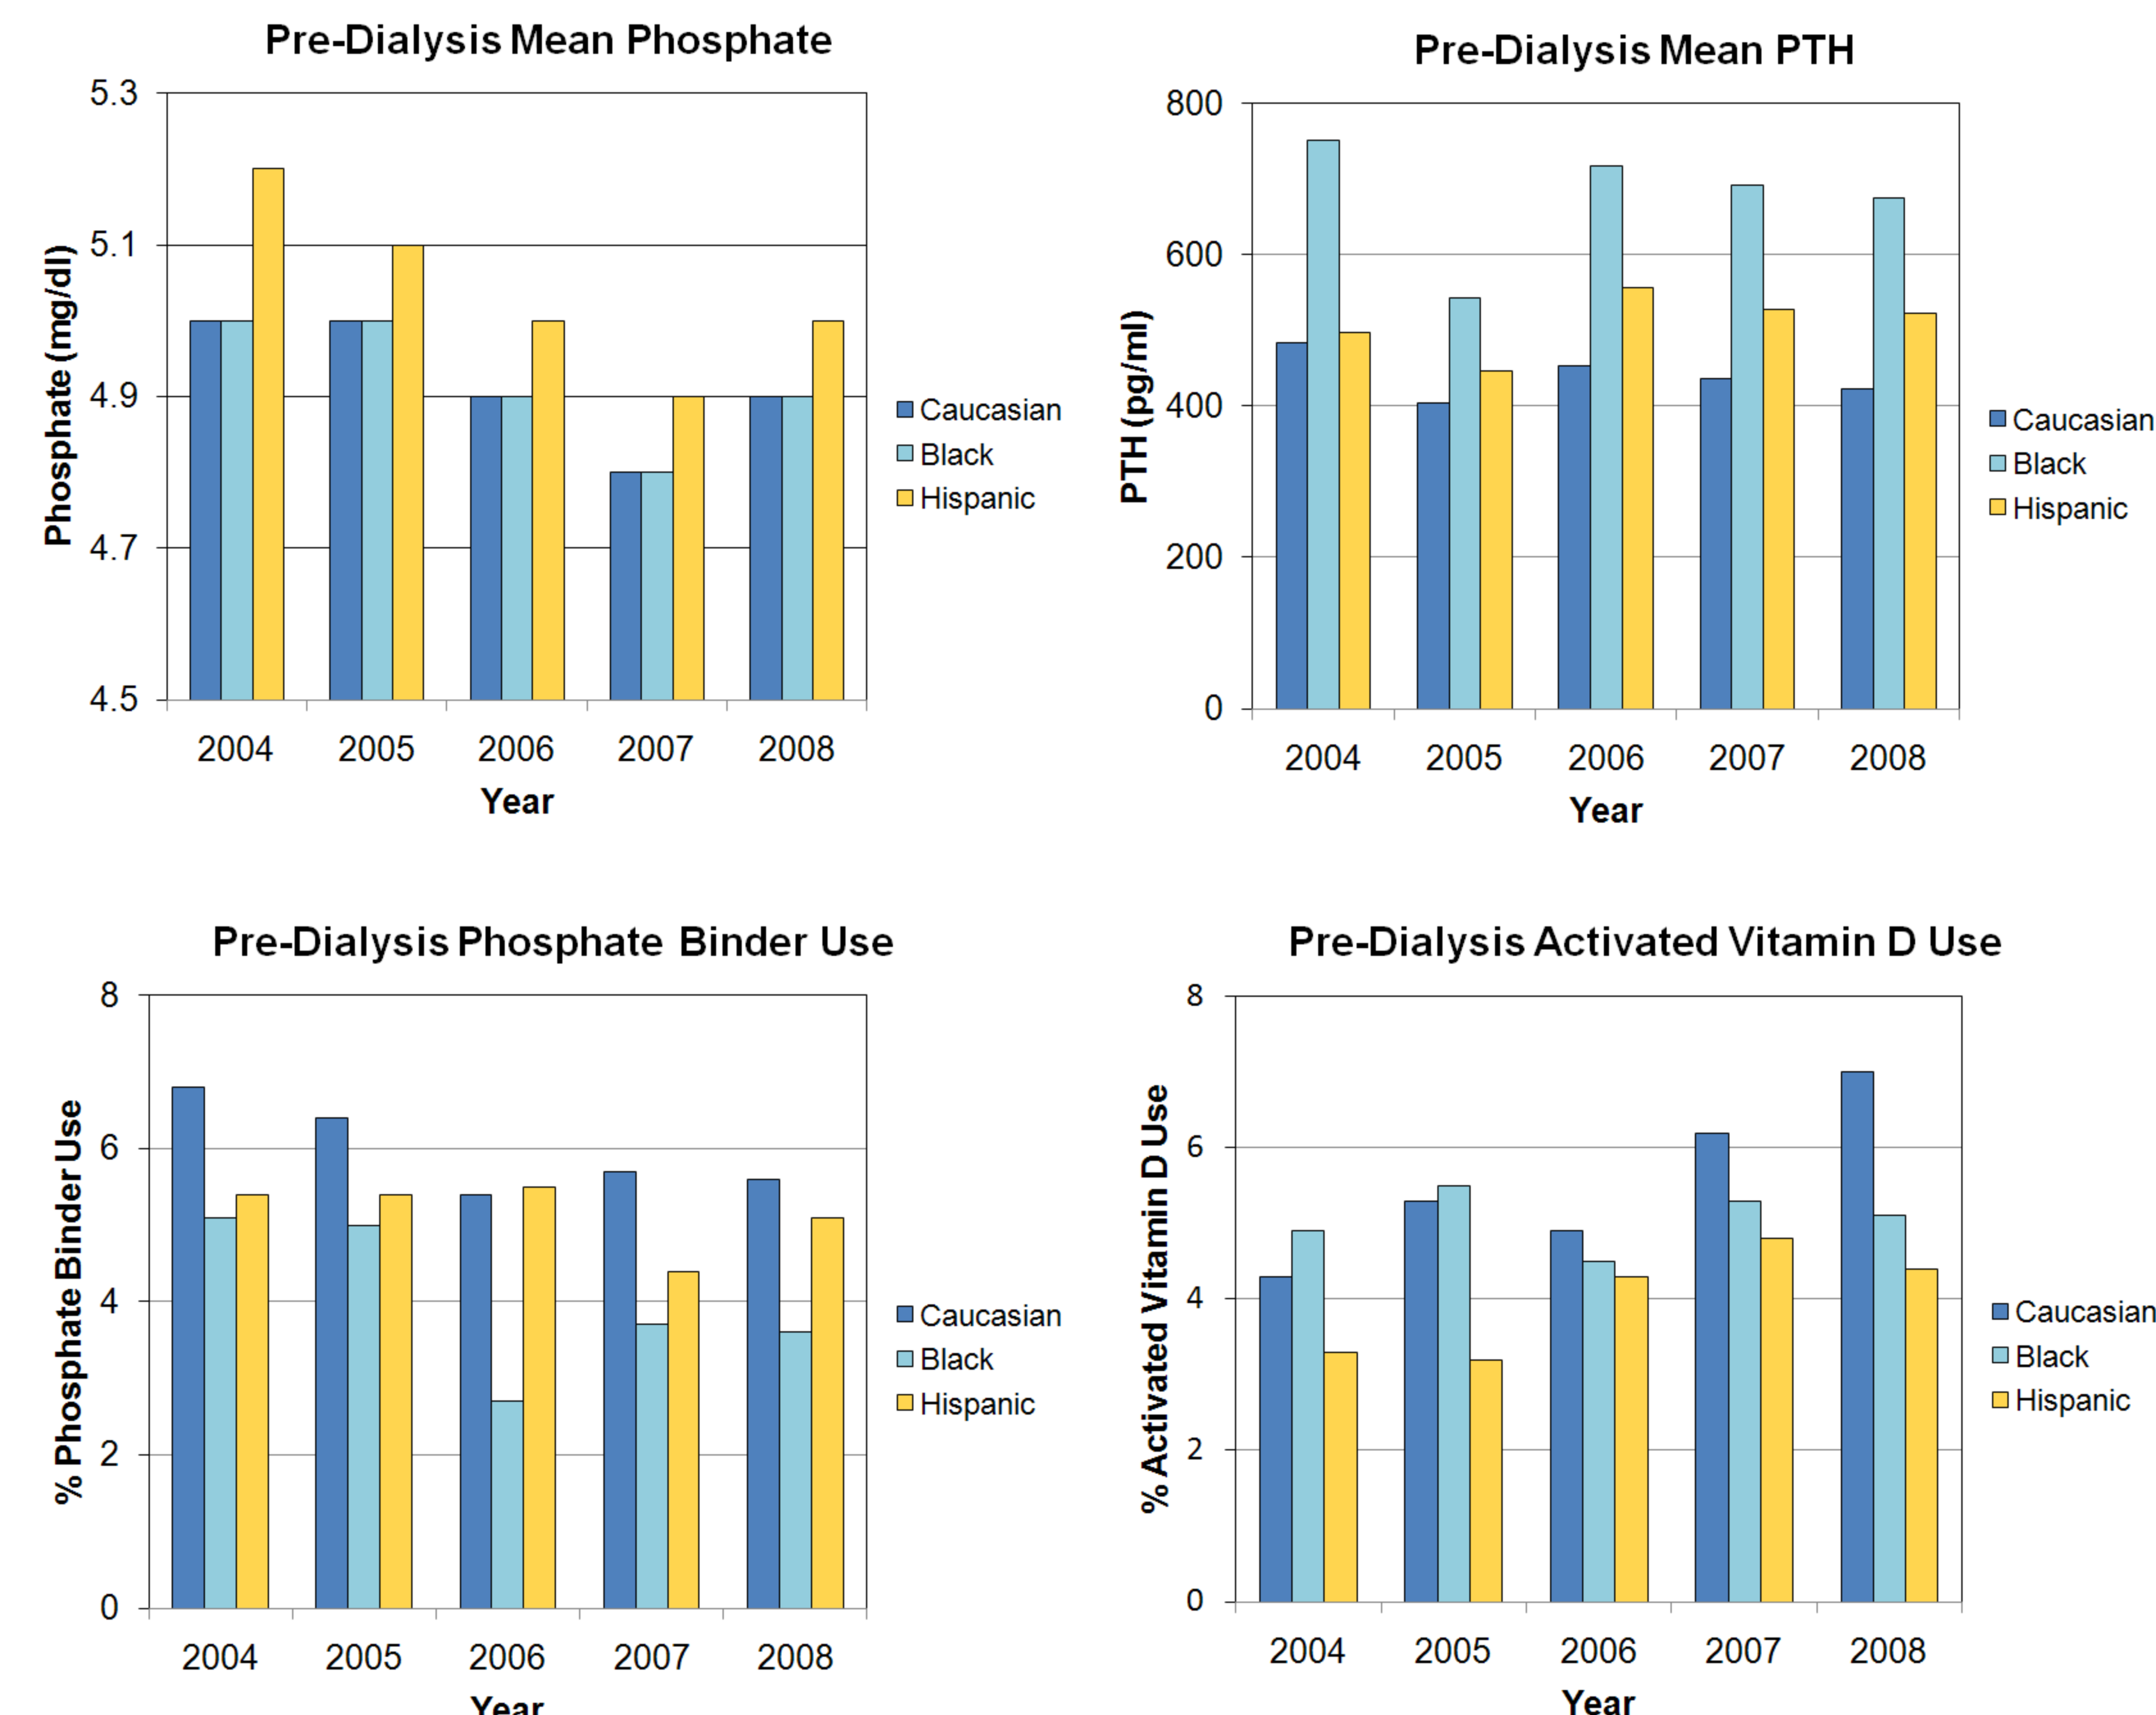 Pre-Dialysis Mean Phosphate
5.3
5.1
4.9
4.7
4.5
Phosphate (mg/dl)
2004 2005 2006 2007 2008
Year
Caucasian
Black
Hispanic
Pre-Dialysis Mean PTH
800
600
400
200
0
PTH (pg/ml)
2004 2005 2006 2007 2008
Year
Caucasian
Black
Hispanic
Pre-Dialysis Phosphate Binder Use
8
6
4
2
0
% Phosphate Binder Use
2004 2005 2006 2007 2008
Year
Caucasian
Black
Hispanic
Pre-Dialysis Activated Vitamin D Use
8
6
4
2
0
% Activated Vitamin D Use
2004 2005 2006 2007 2008
Year
Caucasian
Black
Hispanic